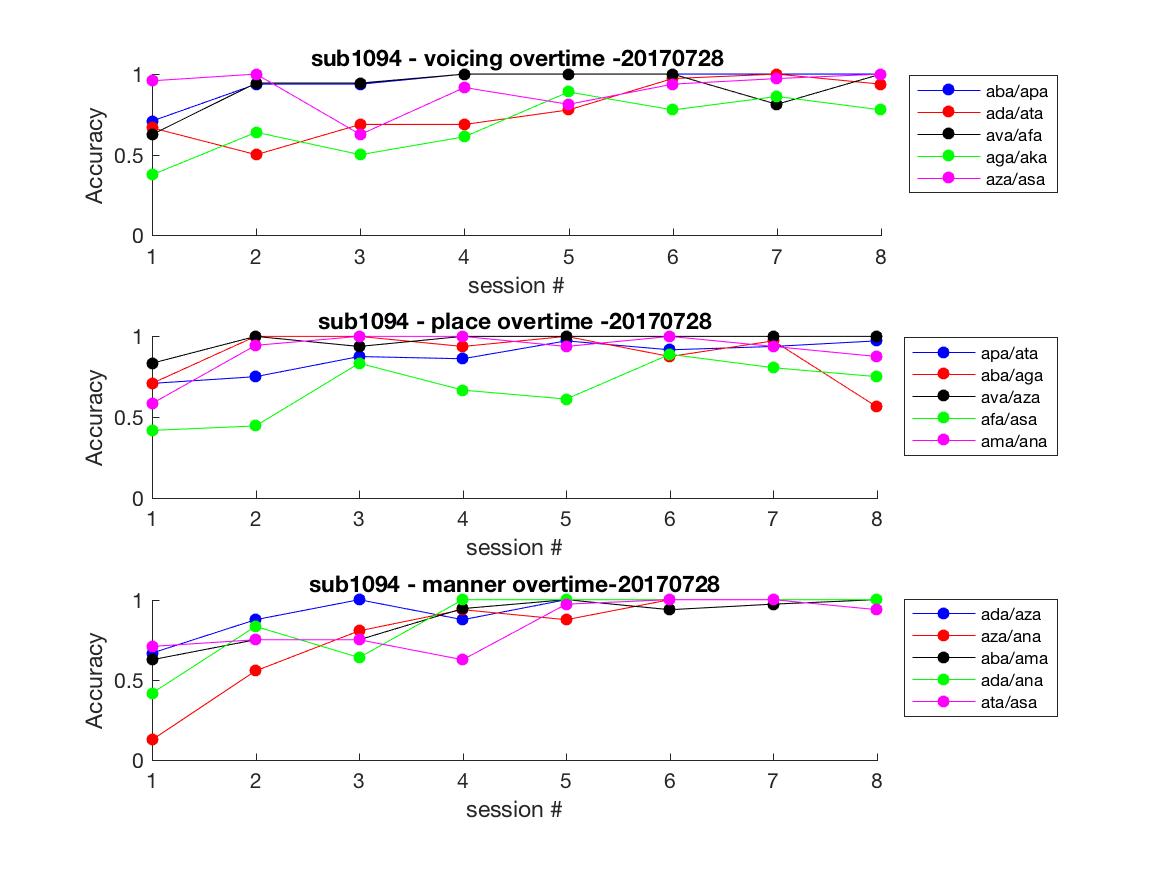 sub1094 - voicing overtime -20170728
1
0.5
0
Accuracy
1 2 3 4 5 6 7 8
session #
aba/apa
ada/ata
ava/afa
aga/aka
aza/asa
sub1094 - place overtime -20170728
1
0.5
0
Accuracy
1 2 3 4 5 6 7 8
session #
apa/ata
aba/aga
ava/aza
afa/asa
ama/ana
sub1094 - manner overtime-20170728
1
0.5
0
Accuracy
1 2 3 4 5 6 7 8
session #
ada/aza
aza/ana
aba/ama
ada/ana
ata/asa